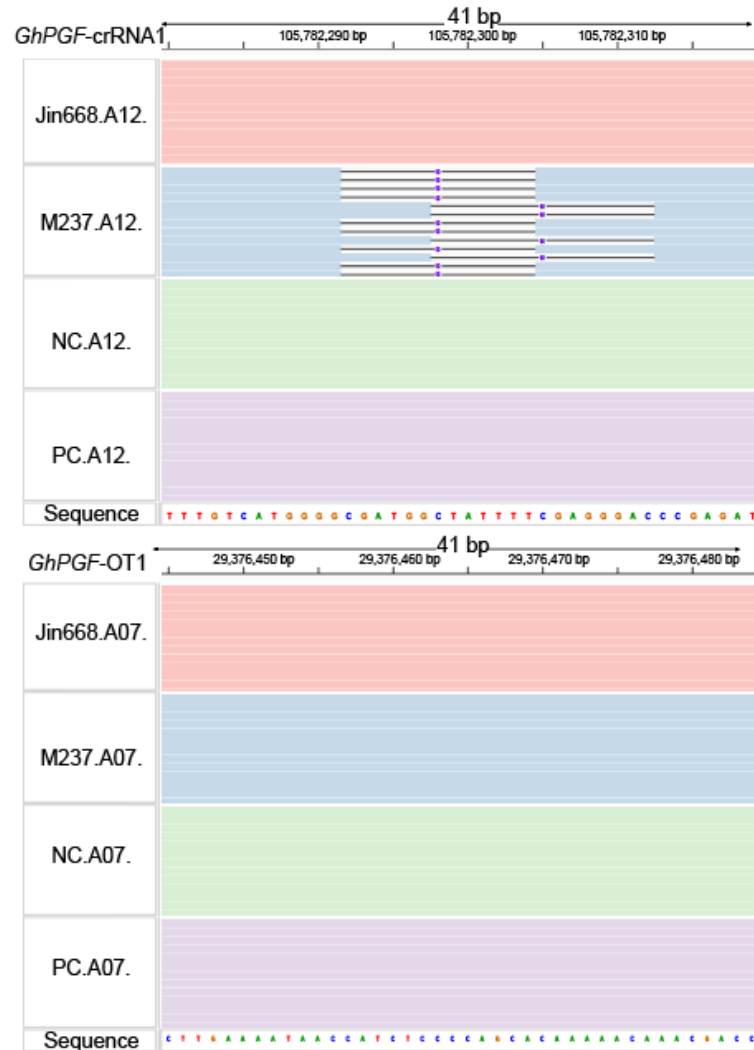 41 bp
GhPGF-crRNA1 105,782,290 bp 105,782,300 bp 105,782,310 bp
Jin668.A12.
M237.A12.
NC.A12.
PC.A12.
Sequence T T T G T C A T G G G G C G A T G G C T A T T T T C G A G G G A C C C G A G A T
41 bp
GhPGF-OT1 29,376,450 bp 29,376,460 bp 29,376,470 bp 29,376,480 bp
Jin668.A07.
M237.A07.
NC.A07.
PC.A07.
Sequence C T T G A A A A T A A C C A T C T C C C C A G C A C A A A A A C A A A C G A C C